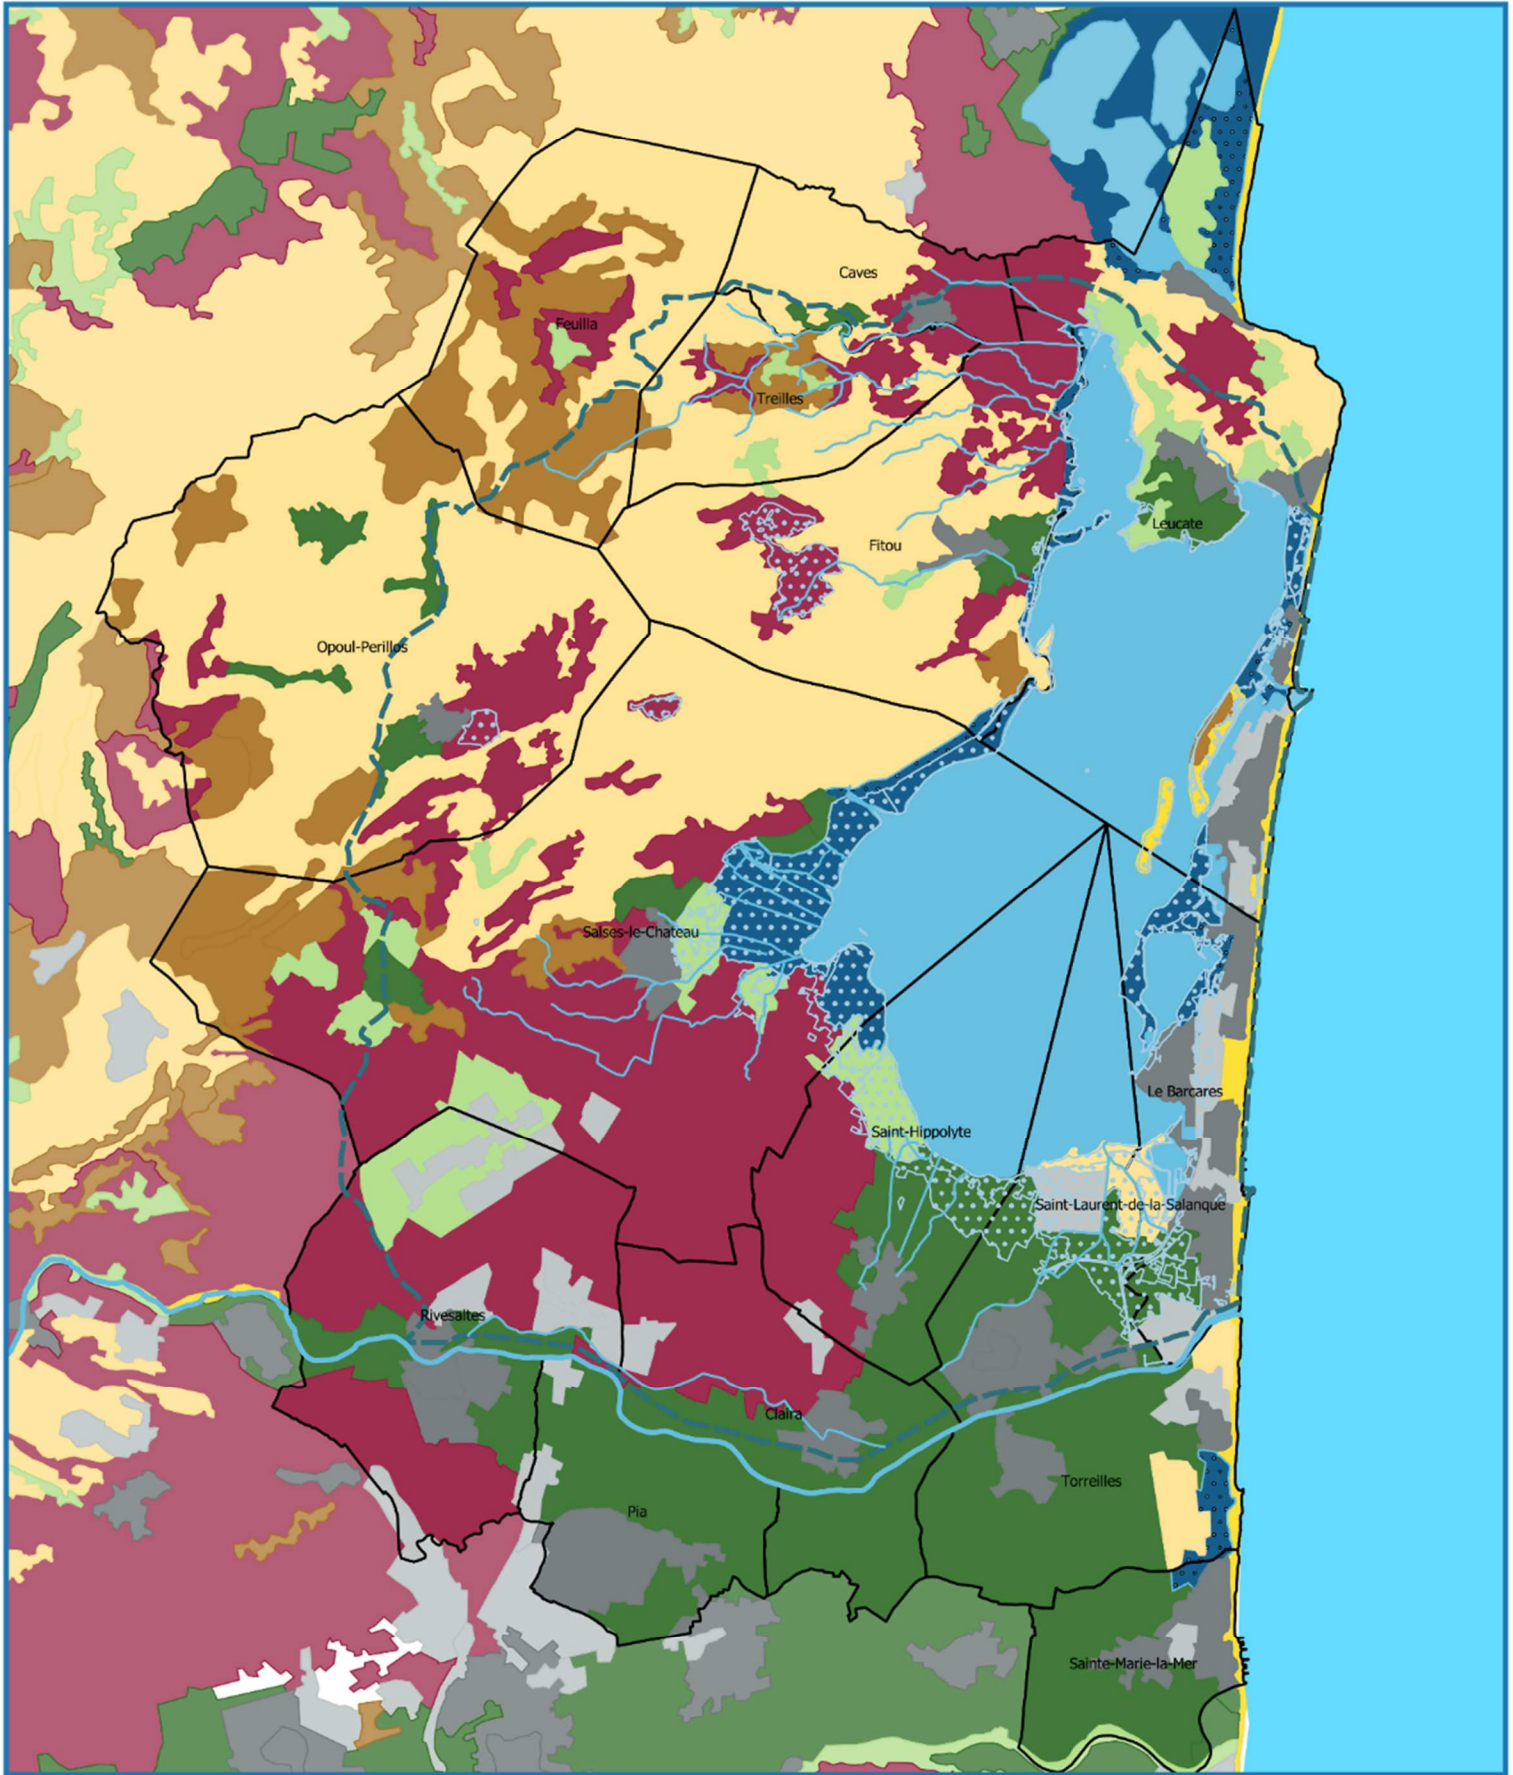 Caves
Feuilla
Treilles
Leucate
Fitou
Opoul-Perillos
Salses-le-Chateau
Le Barcares
Saint-Hippolyte
Saint-Laurent-de-la-Salanque
Rivesaltes
Claira
Torreilles
Pia
Sainte-Marie-la-Mer